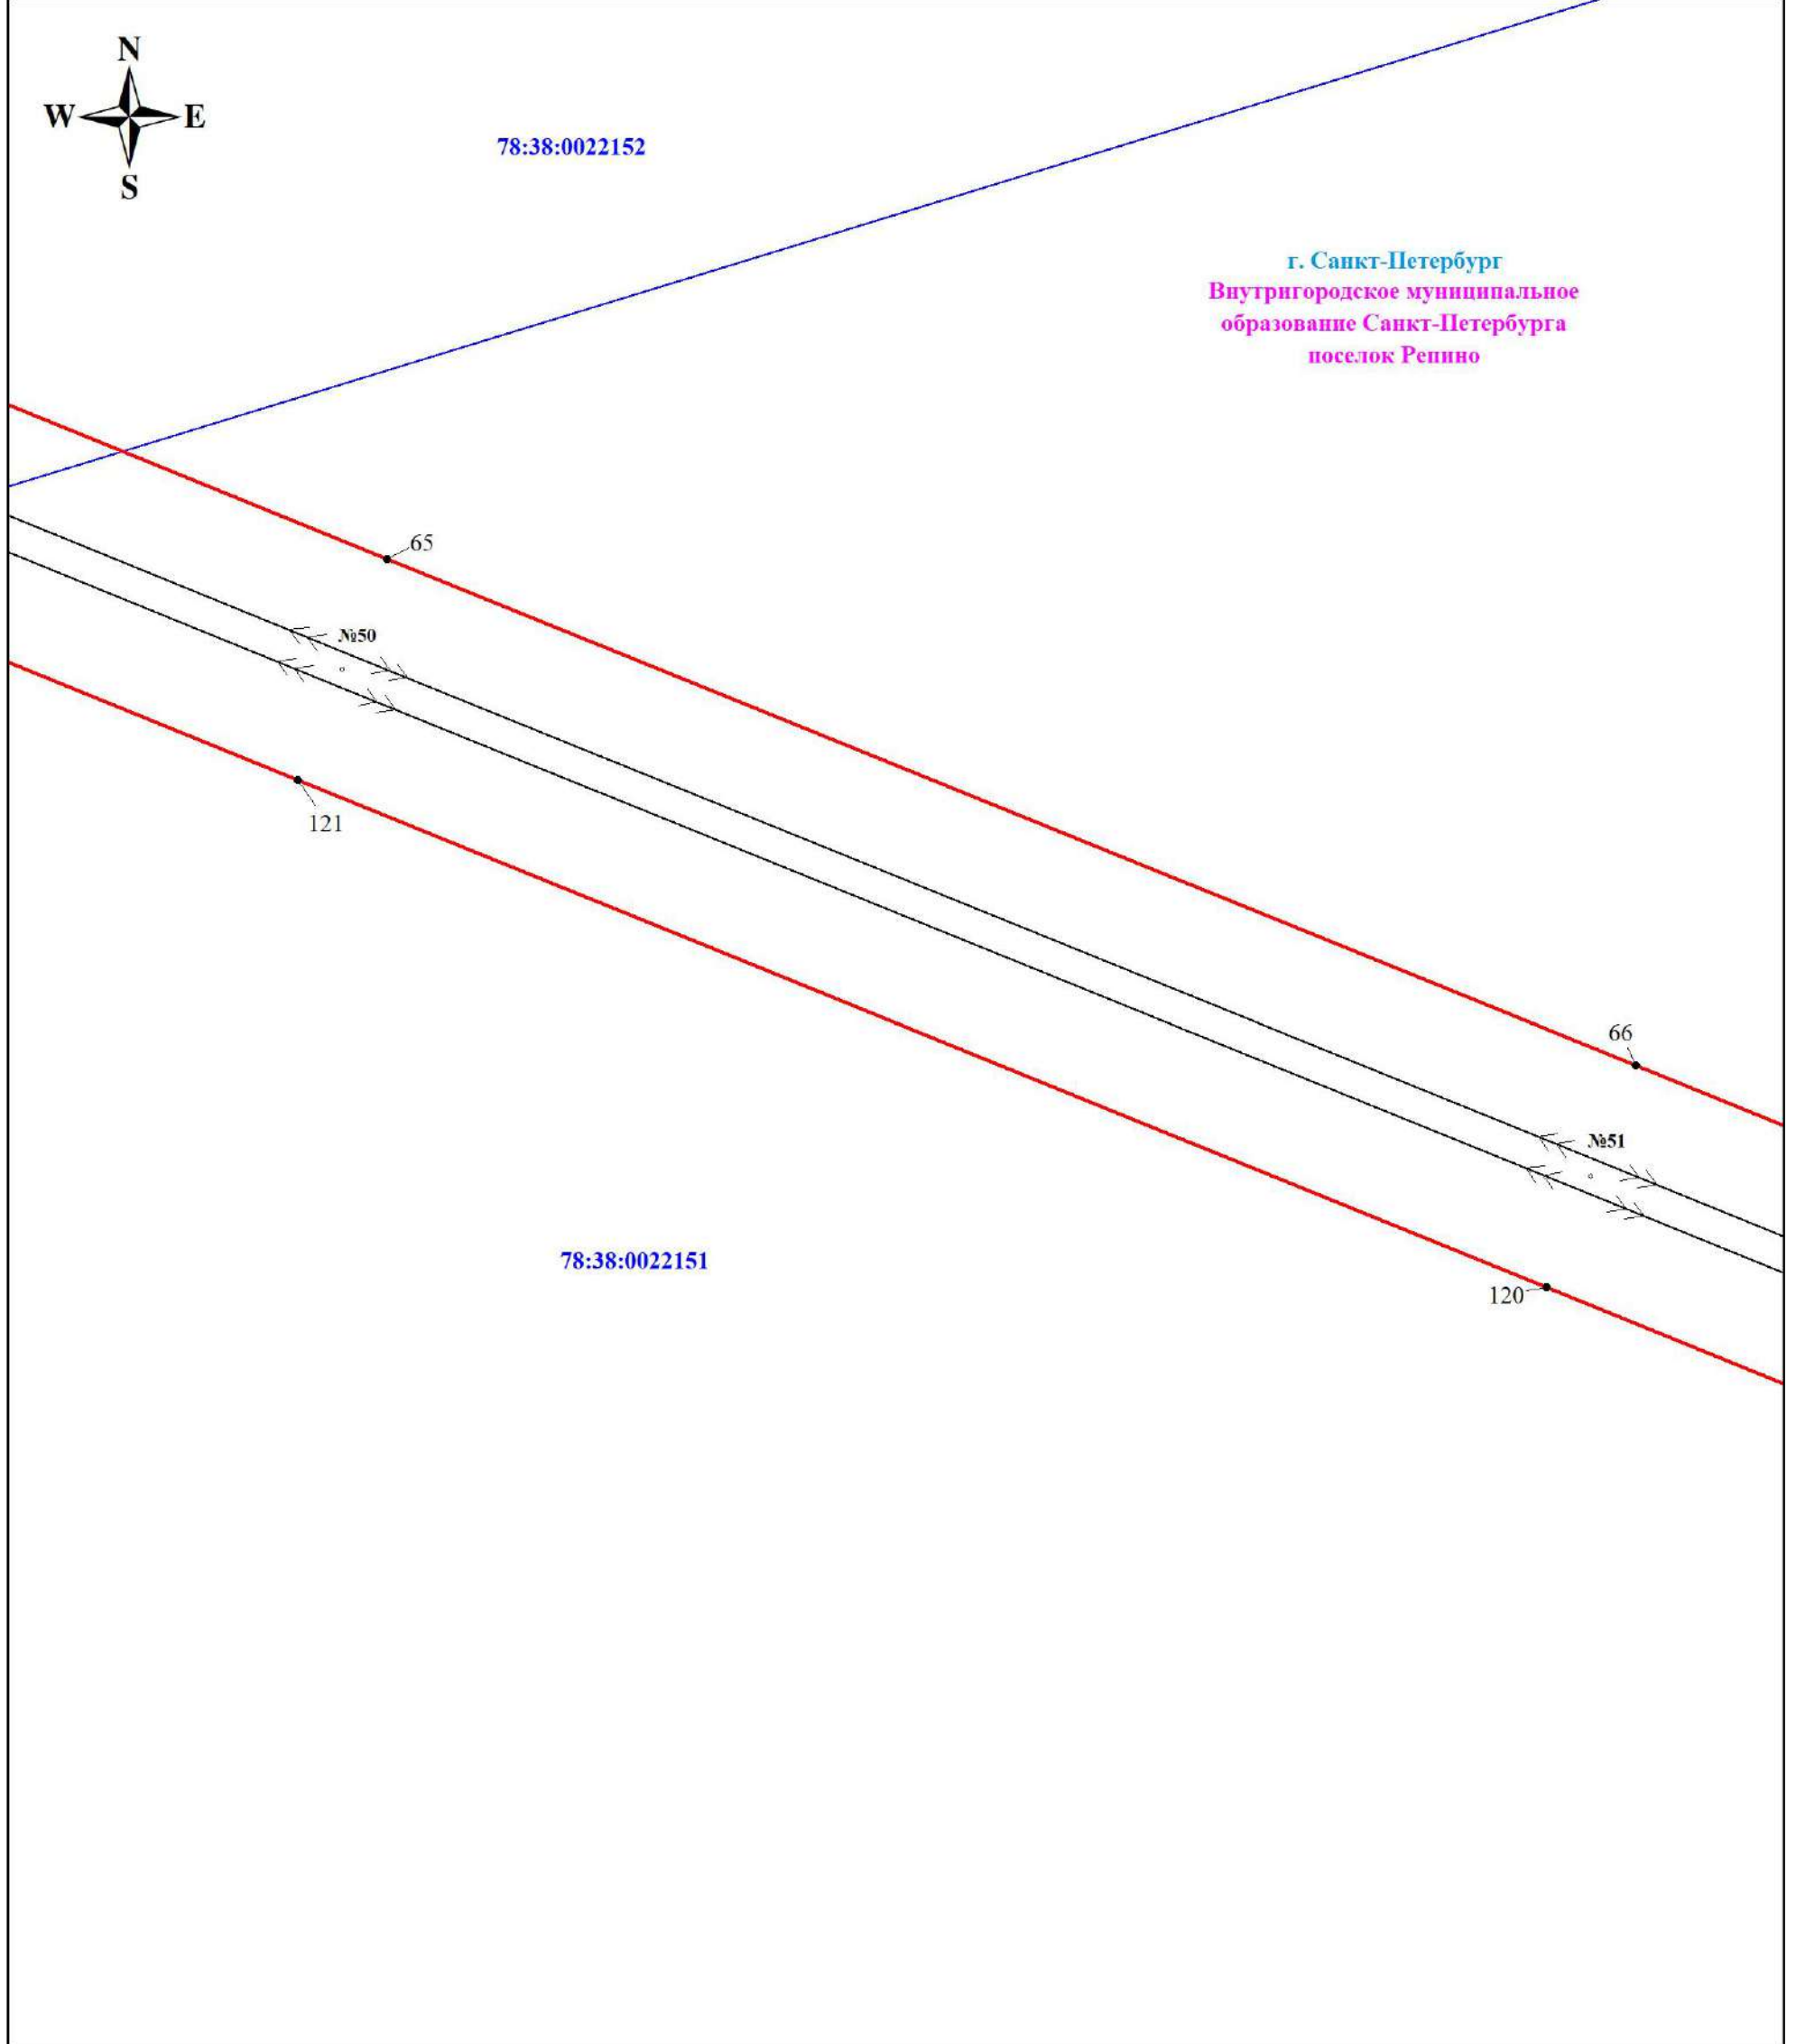 N
W E
S
78:38:0022152
г. Санкт-Петербург
Внутригородское муниципальное
образование Санкт-Петербурга
поселок Репино
65
№50
121
66
№51
78:38:0022151
120